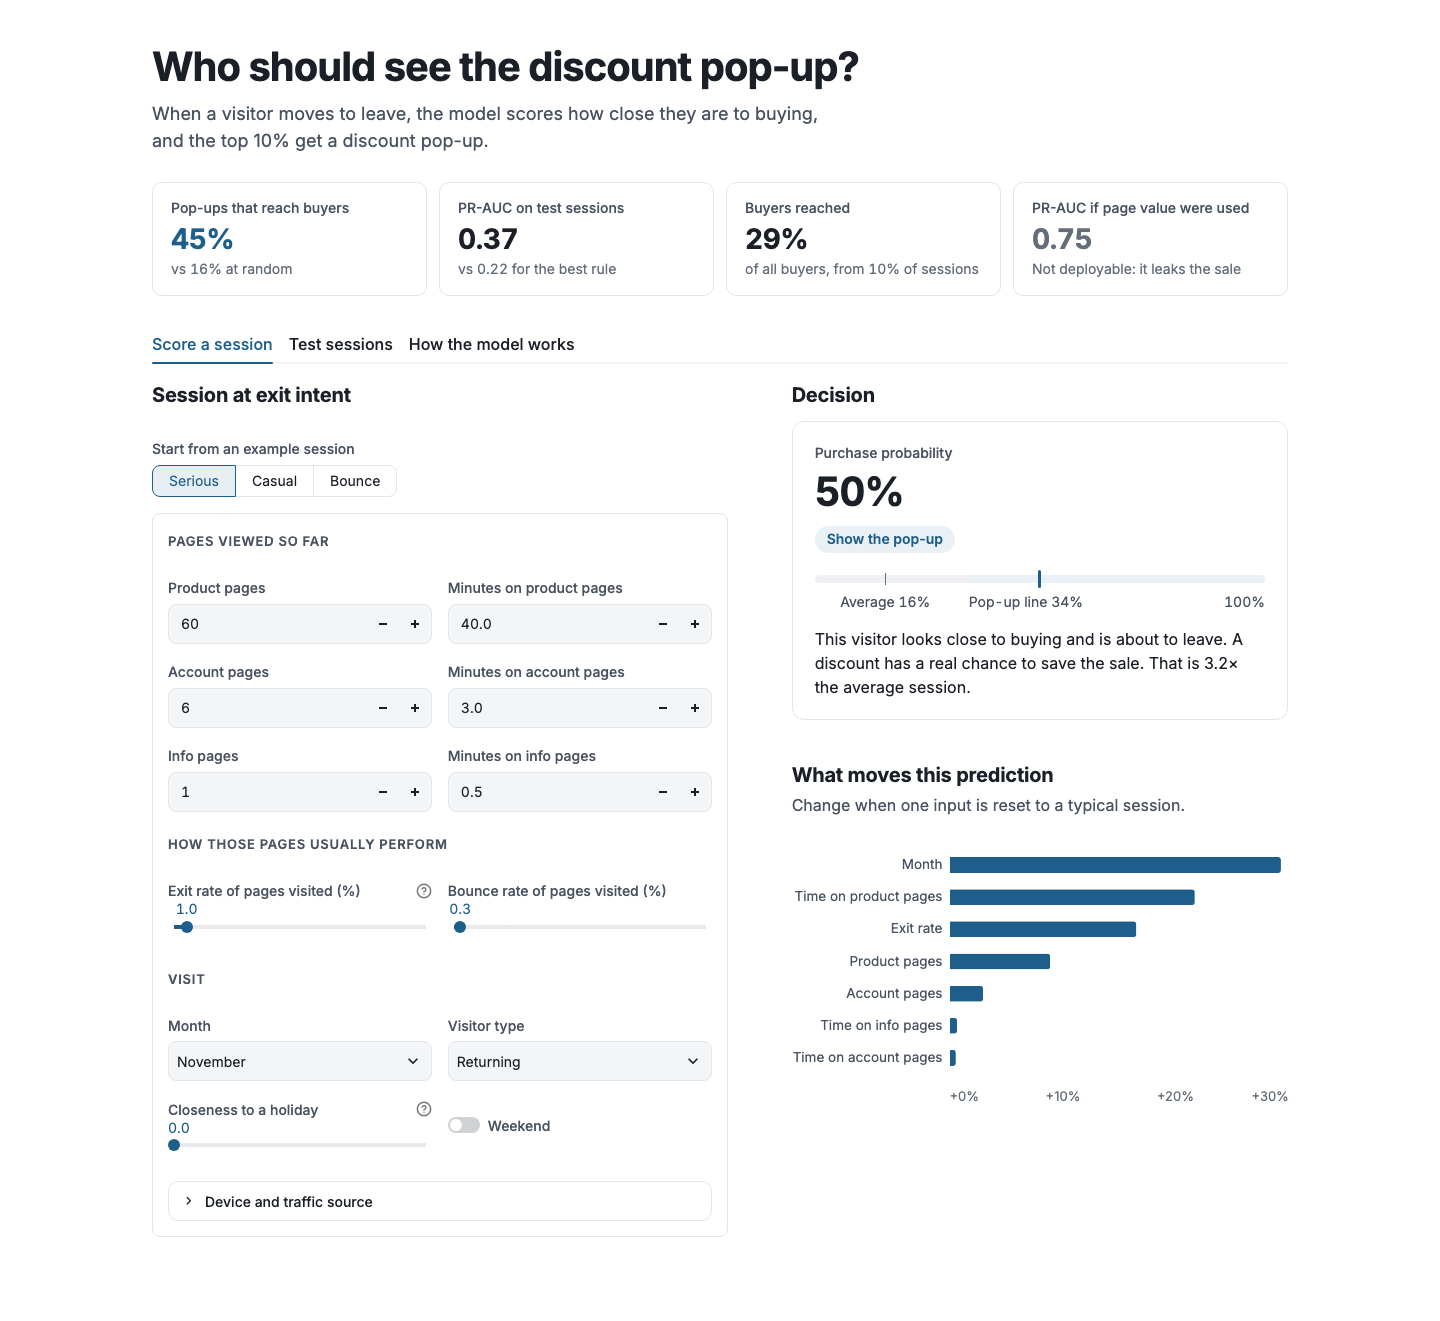 Who should see the discount pop-up?
When a visitor moves to leave, the model scores how close they are to buying,
and the top 10% get a discount pop-up.
Pop-ups that reach buyers
45%
vs 16% at random
PR-AUC on test sessions
0.37
vs 0.22 for the best rule
Buyers reached
29%
of all buyers, from 10% of sessions
PR-AUC if page value were used
0.75
Not deployable: it leaks the sale
Score a session
Test sessions
How the model works
Session at exit intent
Start from an example session
Serious
Casual
Bounce
PAGES VIEWED SO FAR
Product pages
Minutes on product pages
60
40.0
Account pages
Minutes on account pages
6
3.0
Info pages
Minutes on info pages
1
0.5
HOW THOSE PAGES USUALLY PERFORM
Exit rate of pages visited (%)
Bounce rate of pages visited (%)
1.0
0.3
VISIT
Month
Visitor type
November
Returning
Closeness to a holiday
0.0
Weekend
Device and traffic source
Decision
Purchase probability
50%
Show the pop-up
Average 16%
Pop-up line 34%
100%
This visitor looks close to buying and is about to leave. A
discount has a real chance to save the sale. That is 3.2×
the average session.
What moves this prediction
Change when one input is reset to a typical session.
Month
Time on product pages
Exit rate
Product pages
Account pages
Time on info pages
Time on account pages
+0%
+10%
+20%
+30%